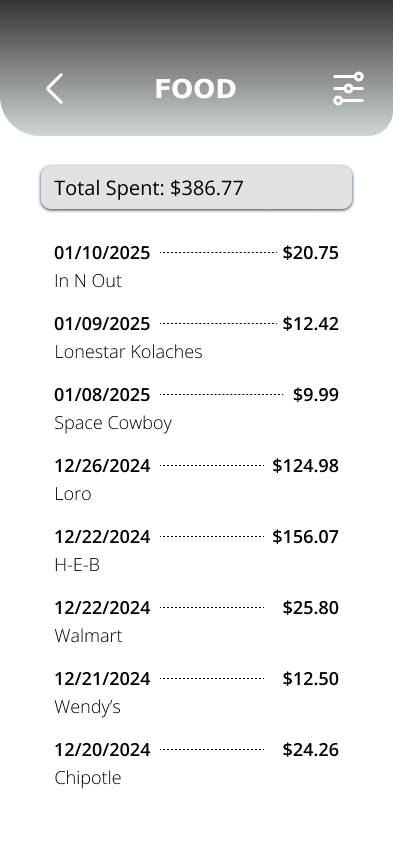 FOOD
Total Spent: $386.77
01/10/2025 $20.75
In N Out
01/09/2025 $12.42
Lonestar Kolaches
01/08/2025 $9.99
Space Cowboy
12/26/2024 $124.98
Loro
12/22/2024 $156.07
H-E-B
12/22/2024 $25.80
Walmart
12/21/2024 $12.50
Wendy’s
12/20/2024 $24.26
Chipotle